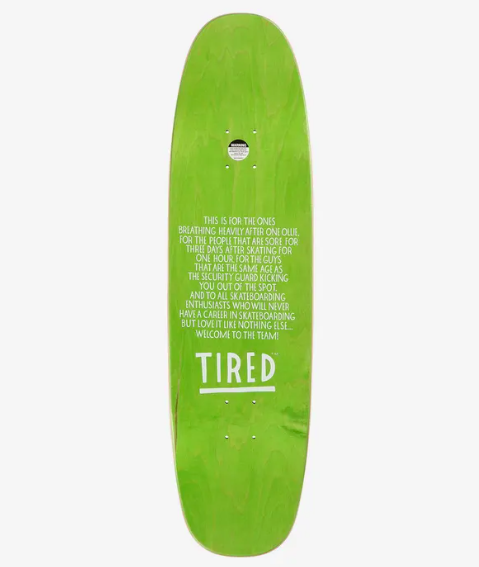 THIS IS FOR THE ONES
BREATHING HEAVILY AFTER ONE OLLIE,
FOR THE PEOPLE THAT ARE SORE FOR
THREE DAYS AFTER SKATING FOR
ONE HOUR, FOR THE GUYS
THAT ARE THE SAME AGE AS
THE SECURITY GUARD KICKING
YOU OUT OF THE SPOT.
AND TO ALL SKATEBOARDING
ENTHUSIASTS WHO WILL NEVER
HAVE A CAREER IN SKATEBOARDING
BUT LOVE IT LIKE NOTHING ELSE...
WELCOME TO THE TEAM!
TIRED